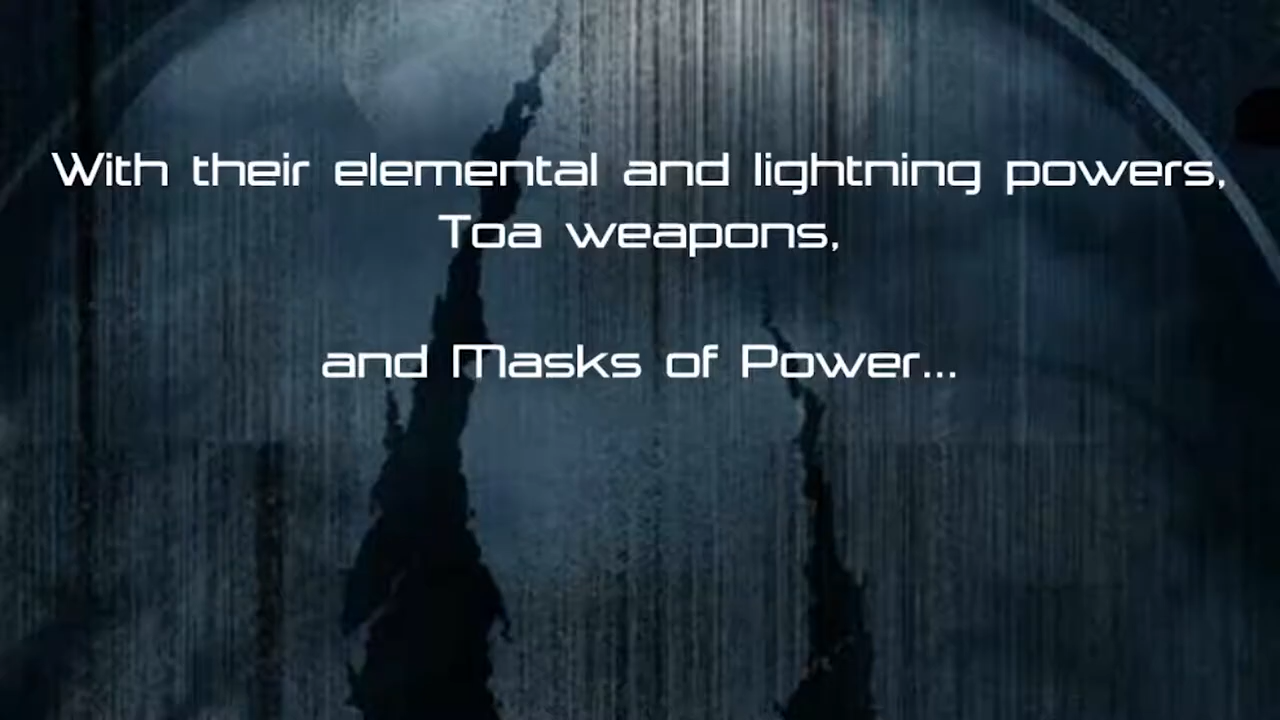 With their elemental and lightning powers,
Toa weapons,
and Masks of Power...